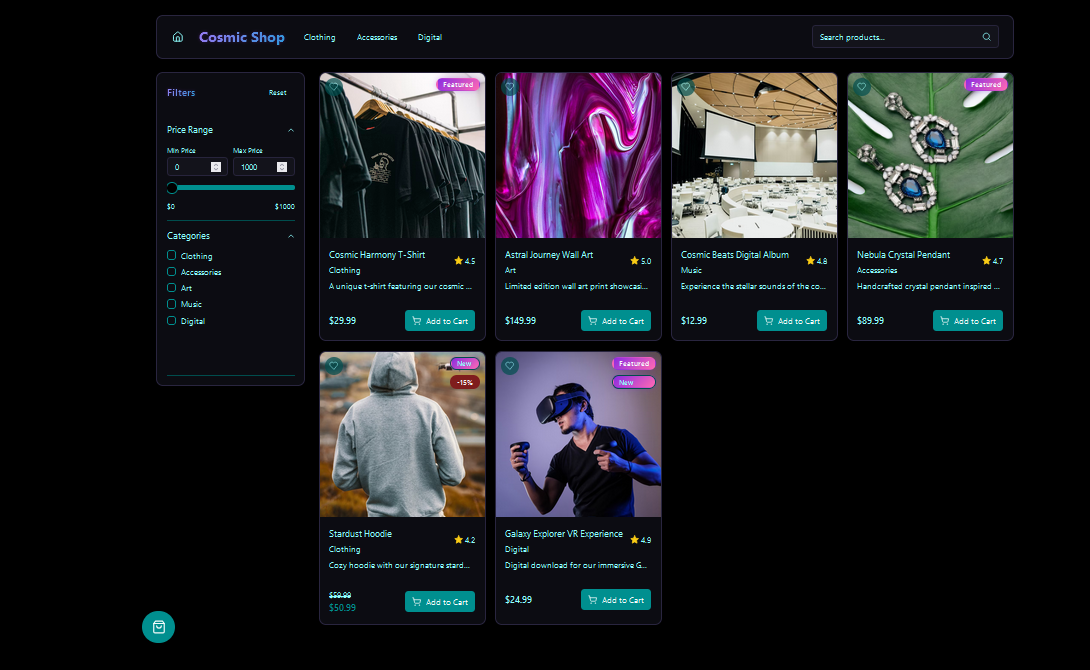 Cosmic Shop
Clothing
Accessories
Digital
Search products...
Filters
Reset
Price Range
Min Price
Max Price
0
1000
$0
$1000
Categories
Clothing
Accessories
Art
Music
Digital
Featured
Cosmic Harmony T-Shirt
4.5
Clothing
A unique t-shirt featuring our cosmic ...
$29.99
Add to Cart
Astral Journey Wall Art
5.0
Art
Limited edition wall art print showcasi...
$149.99
Add to Cart
Cosmic Beats Digital Album
4.8
Music
Experience the stellar sounds of the co...
$12.99
Add to Cart
Featured
Nebula Crystal Pendant
4.7
Accessories
Handcrafted crystal pendant inspired ...
$89.99
Add to Cart
New
-15%
Stardust Hoodie
4.2
Clothing
Cozy hoodie with our signature stard...
$59.99
$50.99
Add to Cart
Featured
New
Galaxy Explorer VR Experience
4.9
Digital
Digital download for our immersive G...
$24.99
Add to Cart